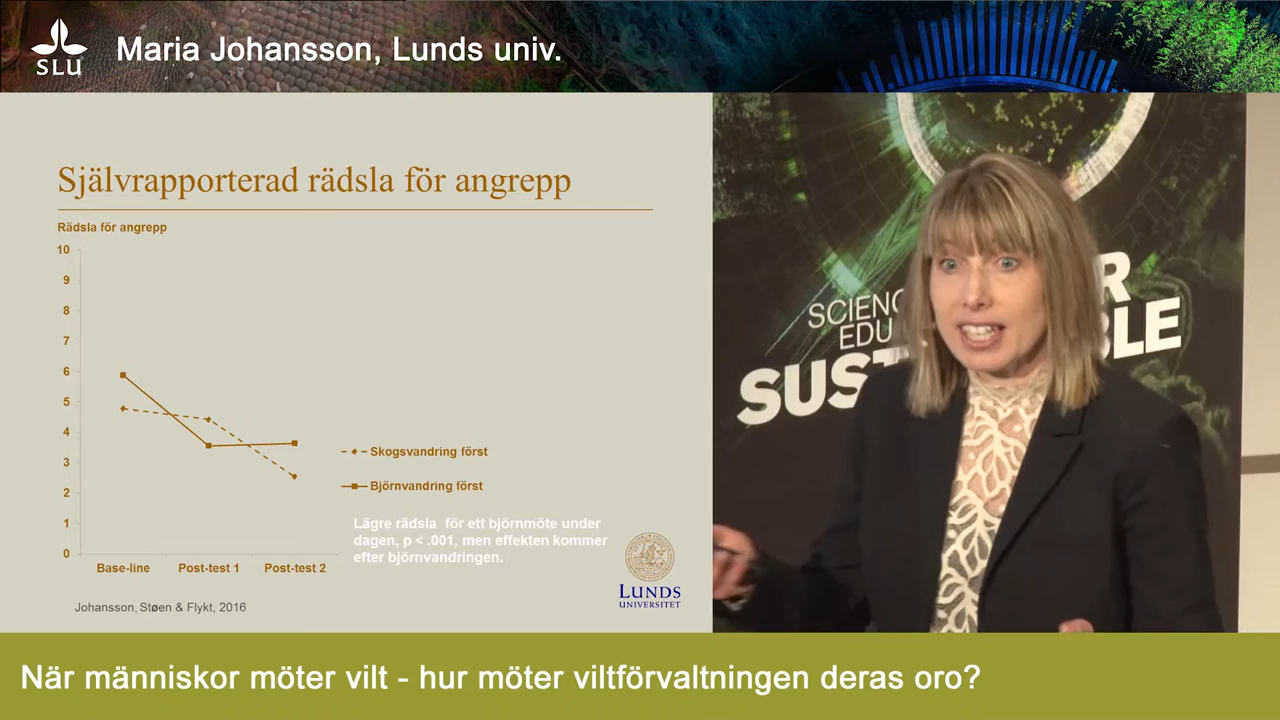 SLU
Maria Johansson, Lunds univ.
Självrapporterad rädsla för angrepp
Rädsla för angrepp
10
9
8
7
6
5
4
3
2
1
0
Base-line Post-test 1 Post-test 2
Skogsvandring först
Björnvandring först
Lägre rädsla för ett björnmöte under
dagen, p < .001, men effekten kommer
efter björnvandringen.
Johansson, Støen & Flykt, 2016
LUNDS
UNIVERSITET
SCIENC
EDU
SUST
R
BLE
När människor möter vilt - hur möter viltförvaltningen deras oro?